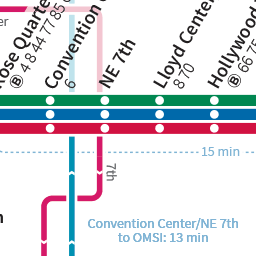 Rose Quarter
B 4 8 44 77 85
Convention C
6
NE 7th
Lloyd Center
8 70
Hollywood
B 66 75
15 min
7th
Convention Center/NE 7th
to OMSI: 13 min